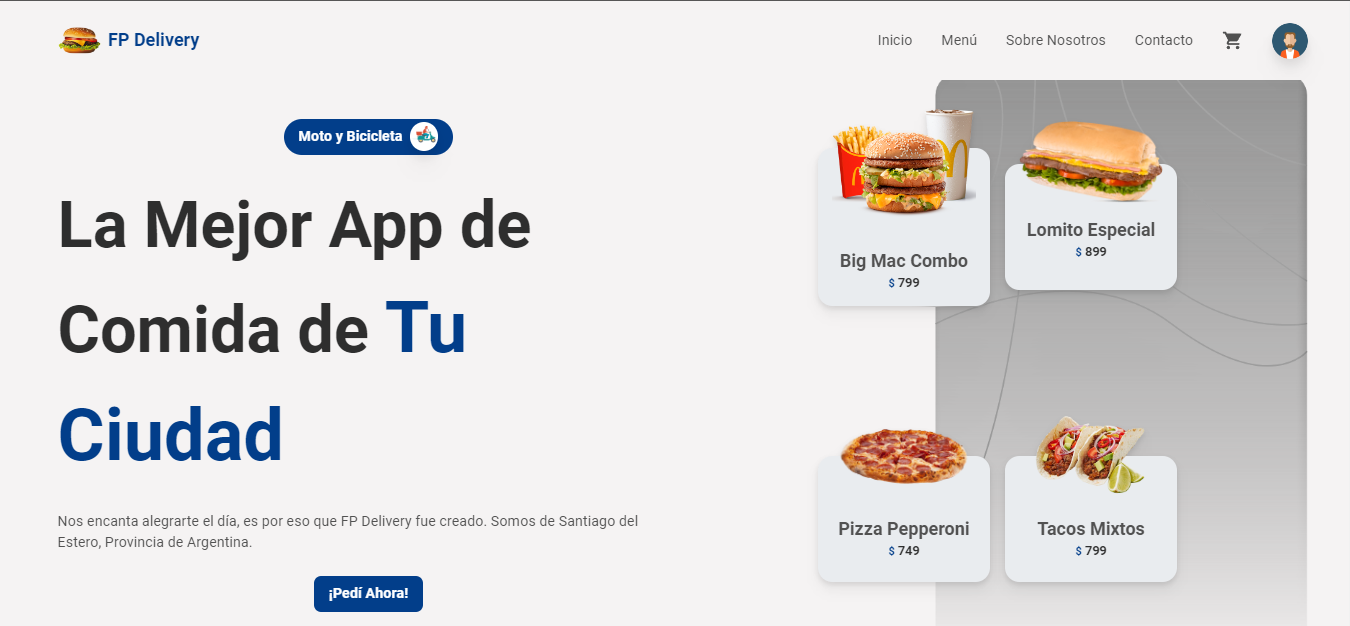 FP Delivery
Inicio
Menú
Sobre Nosotros
Contacto
Moto y Bicicleta
La Mejor App de
Comida de Tu
Ciudad
Nos encanta alegrarte el día, es por eso que FP Delivery fue creado. Somos de Santiago del
Estero, Provincia de Argentina.
¡Pedí Ahora!
Big Mac Combo
$ 799
Lomito Especial
$ 899
Pizza Pepperoni
$ 749
Tacos Mixtos
$ 799